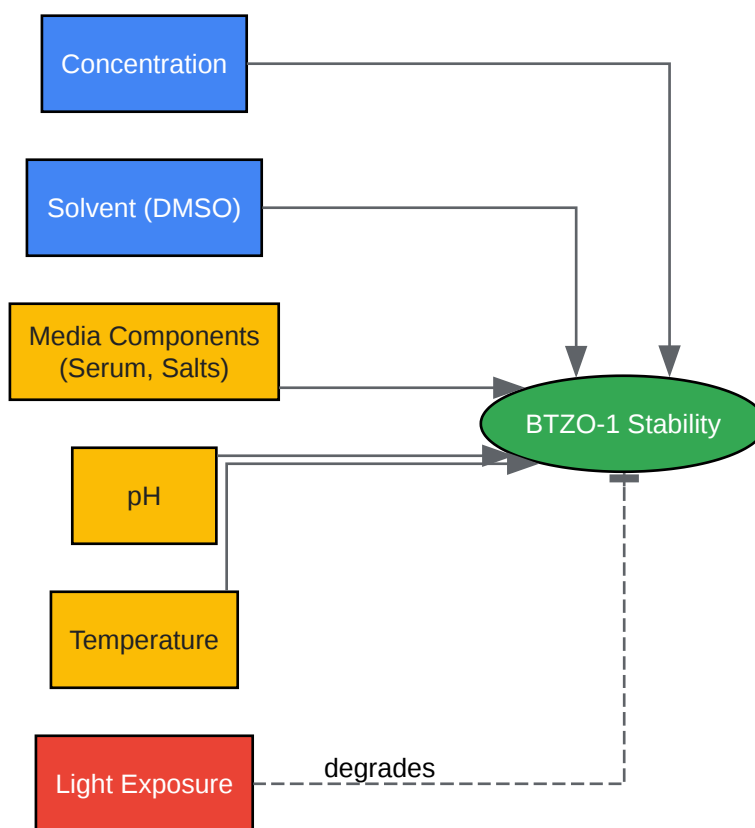 Concentration
Solvent (DMSO)
Media Components
(Serum, Salts)
BTZO-1 Stability
pH
Temperature
degrades
Light Exposure